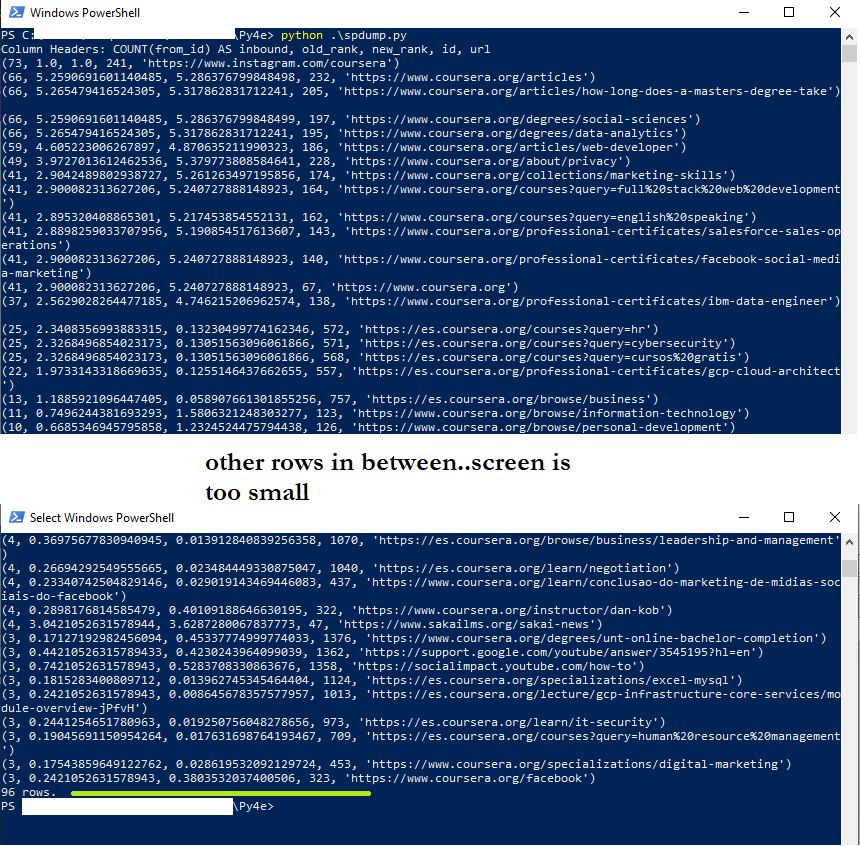 Windows PowerShell
PS C:\Py4e> python .\spdump.py
Column Headers: COUNT(from_id) AS inbound, old_rank, new_rank, id, url
(73, 1.0, 1.0, 241, 'https://www.instagram.com/coursera')
(66, 5.2590691601140485, 5.286376799848498, 232, 'https://www.coursera.org/articles')
(66, 5.265479416524305, 5.317862831712241, 205, 'https://www.coursera.org/articles/how-long-does-a-masters-degree-take')
(66, 5.2590691601140485, 5.286376799848499, 197, 'https://www.coursera.org/degrees/social-sciences')
(66, 5.265479416524305, 5.317862831712241, 195, 'https://www.coursera.org/degrees/data-analytics')
(59, 4.605223006267897, 4.870635211990323, 186, 'https://www.coursera.org/articles/web-developer')
(49, 3.9727013612462536, 5.379773808584641, 228, 'https://www.coursera.org/about/privacy')
(41, 2.9042489802938727, 5.261263497195856, 174, 'https://www.coursera.org/collections/marketing-skills')
(41, 2.900082313627206, 5.240727888148923, 164, 'https://www.coursera.org/courses?query=full%20stack%20web%20development
')
(41, 2.895320408865301, 5.217453854552131, 162, 'https://www.coursera.org/courses?query=english%20speaking')
(41, 2.8898259033707956, 5.190854517613607, 143, 'https://www.coursera.org/professional-certificates/salesforce-sales-op
erations')
(41, 2.900082313627206, 5.240727888148923, 140, 'https://www.coursera.org/professional-certificates/facebook-social-medi
a-marketing')
(41, 2.900082313627206, 5.240727888148923, 67, 'https://www.coursera.org')
(37, 2.5629028264477185, 4.746215206962574, 138, 'https://www.coursera.org/professional-certificates/ibm-data-engineer')
(25, 2.3408356993883315, 0.13230499774162346, 572, 'https://es.coursera.org/courses?query=hr')
(25, 2.3268496854023173, 0.13051563096061866, 571, 'https://es.coursera.org/courses?query=cybersecurity')
(25, 2.3268496854023173, 0.13051563096061866, 568, 'https://es.coursera.org/courses?query=cursos%20gratis')
(22, 1.9733143318669635, 0.1255146437662655, 557, 'https://es.coursera.org/professional-certificates/gcp-cloud-architect
')
(13, 1.1885921096447405, 0.058907661301855256, 757, 'https://es.coursera.org/browse/business')
(11, 0.7496244381693293, 1.5806321248303277, 123, 'https://www.coursera.org/browse/information-technology')
(10, 0.6685346945795858, 1.2324524475794438, 126, 'https://www.coursera.org/browse/personal-development')
other rows in between..screen is
too small
Select Windows PowerShell
(4, 0.36975677830940945, 0.013912840839256358, 1070, 'https://es.coursera.org/browse/business/leadership-and-management'
)
(4, 0.26694292549555665, 0.023484449330875047, 1040, 'https://es.coursera.org/learn/negotiation')
(4, 0.23340742504829146, 0.029019143469446083, 437, 'https://www.coursera.org/learn/conclusao-do-marketing-de-midias-soc
iais-do-facebook')
(4, 0.2898176814585479, 0.40109188646630195, 322, 'https://www.coursera.org/instructor/dan-kob')
(4, 3.0421052631578944, 3.6287280067837773, 47, 'https://www.sakailms.org/sakai-news')
(3, 0.17127192982456094, 0.45337774999774033, 1376, 'https://www.coursera.org/degrees/unt-online-bachelor-completion')
(3, 0.4421052631578943​3, 0.4230243964099039, 1362, 'https://support.google.com/youtube/answer/3545195?hl=en')
(3, 0.7421052631578943, 0.5283708330863676, 1358, 'https://socialimpact.youtube.com/how-to')
(3, 0.1815283400809712, 0.013962745345464404, 1124, 'https://es.coursera.org/specializations/excel-mysql')
(3, 0.2421052631578943, 0.008645678357577957, 1013, 'https://es.coursera.org/lecture/gcp-infrastructure-core-services/mo
dule-overview-jPfvH')
(3, 0.2441254651780963, 0.019250756048278656, 973, 'https://es.coursera.org/learn/it-security')
(3, 0.19045691150954264, 0.017631698764193467, 709, 'https://es.coursera.org/courses?query=human%20resource%20management
')
(3, 0.17543859649122762, 0.028619532092129724, 453, 'https://www.coursera.org/specializations/digital-marketing')
(3, 0.2421052631578943, 0.3803532037400506, 323, 'https://www.coursera.org/facebook')
96 rows.
PS \Py4e>